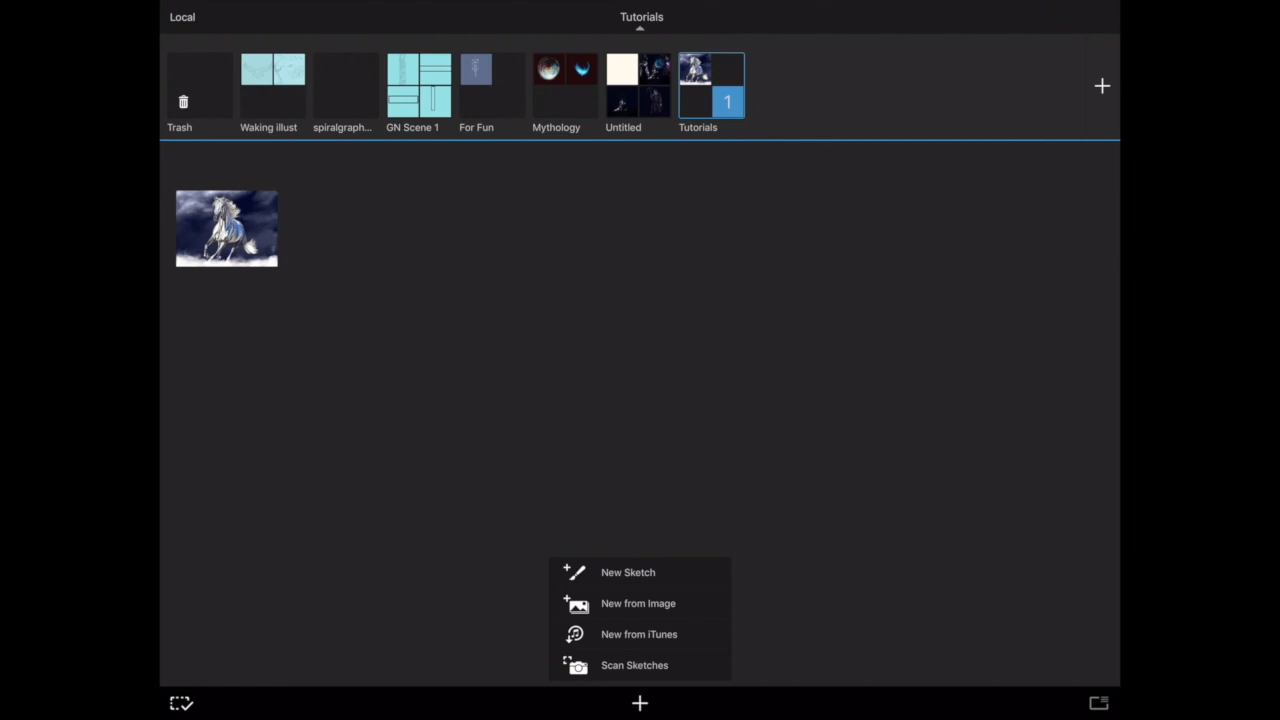 Local
Tutorials
Trash
Waking illust
spiralgraph...
GN Scene 1
For Fun
Mythology
Untitled
1
Tutorials
New Sketch
New from Image
New from iTunes
Scan Sketches